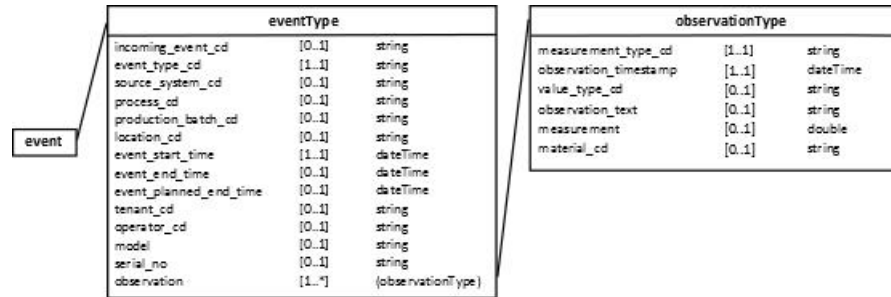 event
eventType
incoming_event_cd [0..1] string
event_type_cd [1..1] string
source_system_cd [0..1] string
process_cd [0..1] string
production_batch_cd [0..1] string
location_cd [0..1] string
event_start_time [1..1] dateTime
event_end_time [0..1] dateTime
event_planned_end_time [0..1] dateTime
tenant_cd [0..1] string
operator_cd [0..1] string
model [0..1] string
serial_no [0..1] string
observation [1..*] (observationType)
observationType
measurement_type_cd [1..1] string
observation_timestamp [1..1] dateTime
value_type_cd [0..1] string
observation_text [0..1] string
measurement [0..1] double
material_cd [0..1] string